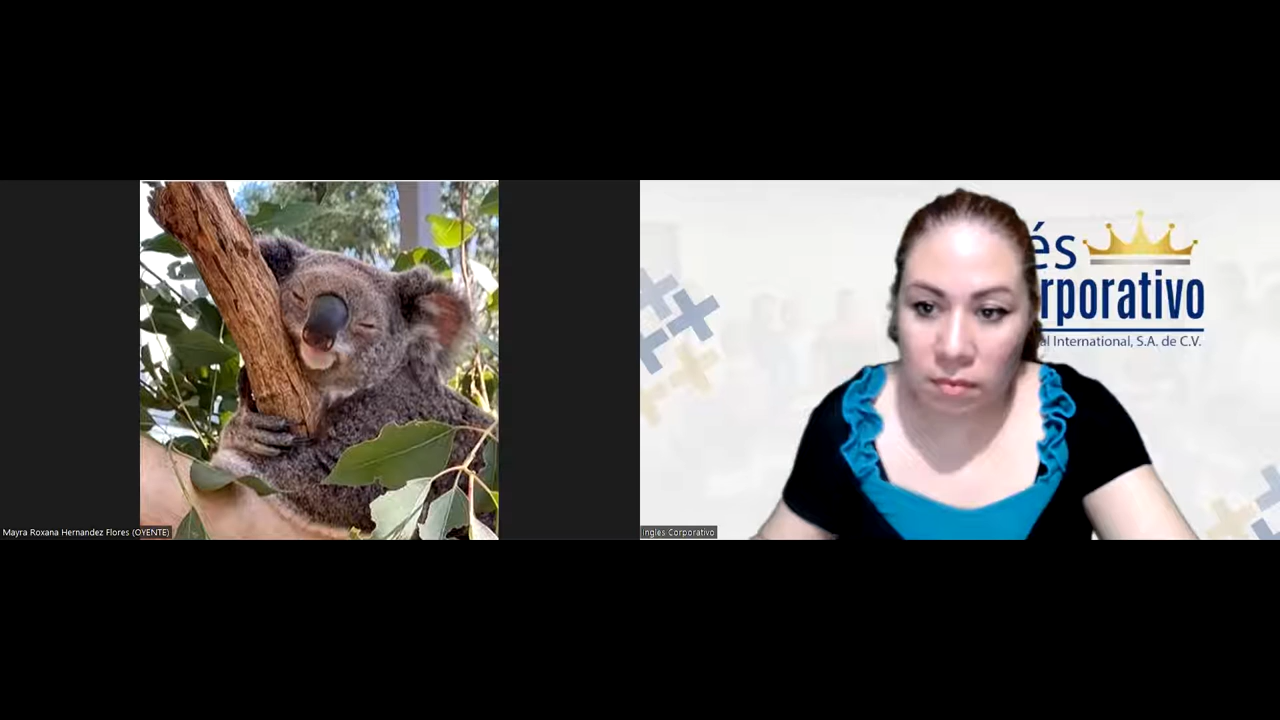 és
rporativo
al International, S.A. de C.V.
Mayra Roxana Hernandez Flores (OYENTE)
Ingles Corporativo